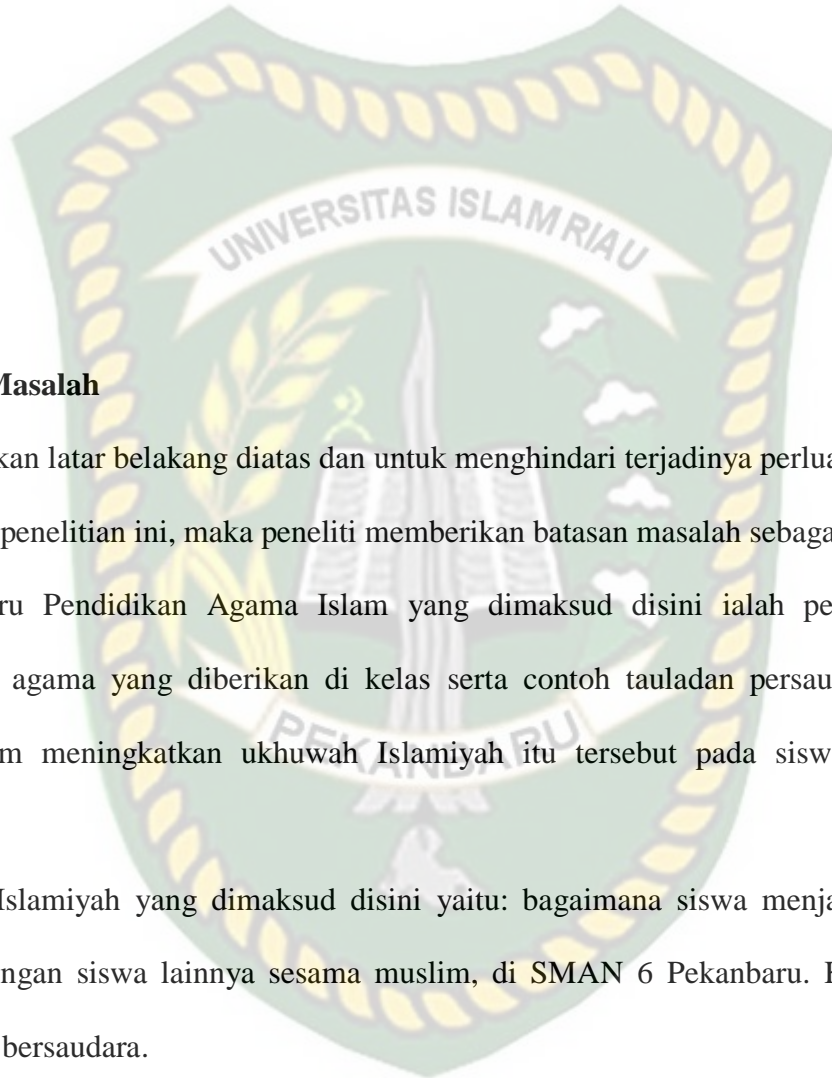 UNIVERSITAS ISLAM RIAU
Masalah
kan latar belakang diatas dan untuk menghindari terjadinya perlua
penelitian ini, maka peneliti memberikan batasan masalah sebaga
ru Pendidikan Agama Islam yang dimaksud disini ialah pe
agama yang diberikan di kelas serta contoh tauladan persau
m meningkatkan ukhuwah Islamiyah itu tersebut pada sisw
PEKANBARU
Islamiyah yang dimaksud disini yaitu: bagaimana siswa menja
ngan siswa lainnya sesama muslim, di SMAN 6 Pekanbaru.
bersaudara.